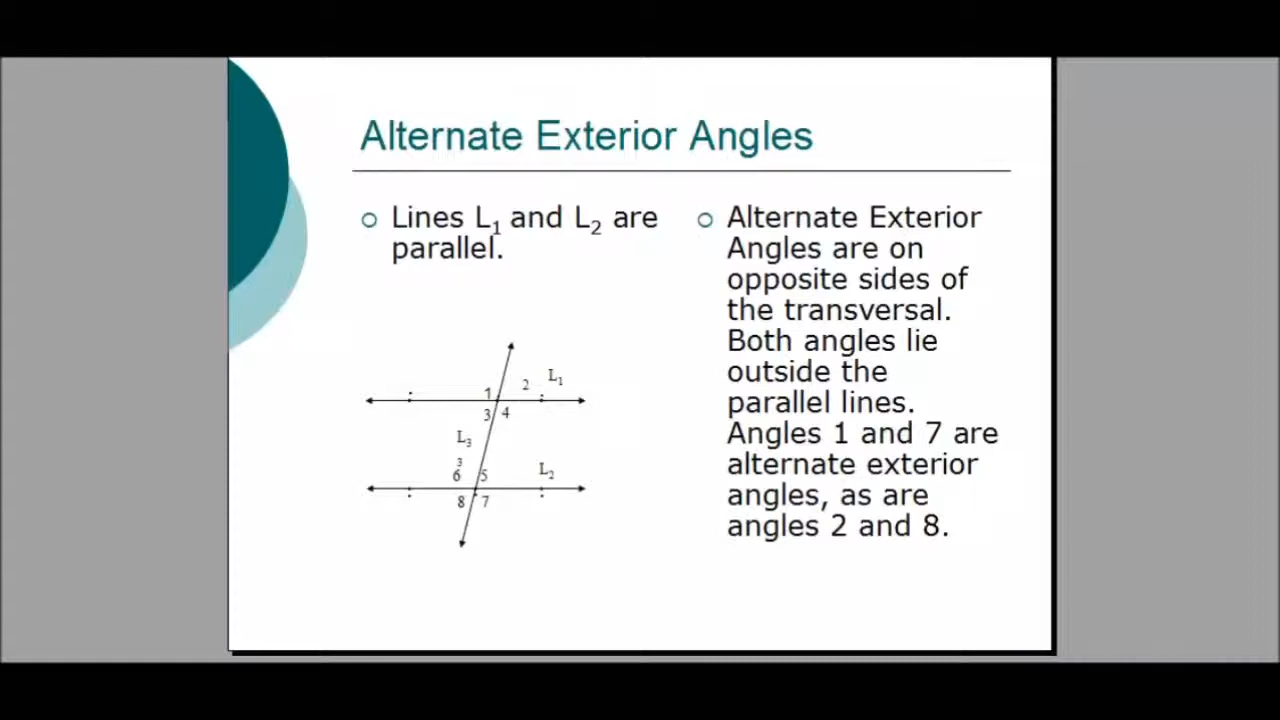 Alternate Exterior Angles
Lines L₁ and L₂ are
parallel.
Alternate Exterior
Angles are on
opposite sides of
the transversal.
Both angles lie
outside the
parallel lines.
Angles 1 and 7 are
alternate exterior
angles, as are
angles 2 and 8.
1 2 L₁
3 4
L₃
3
6 5 L₂
8 7